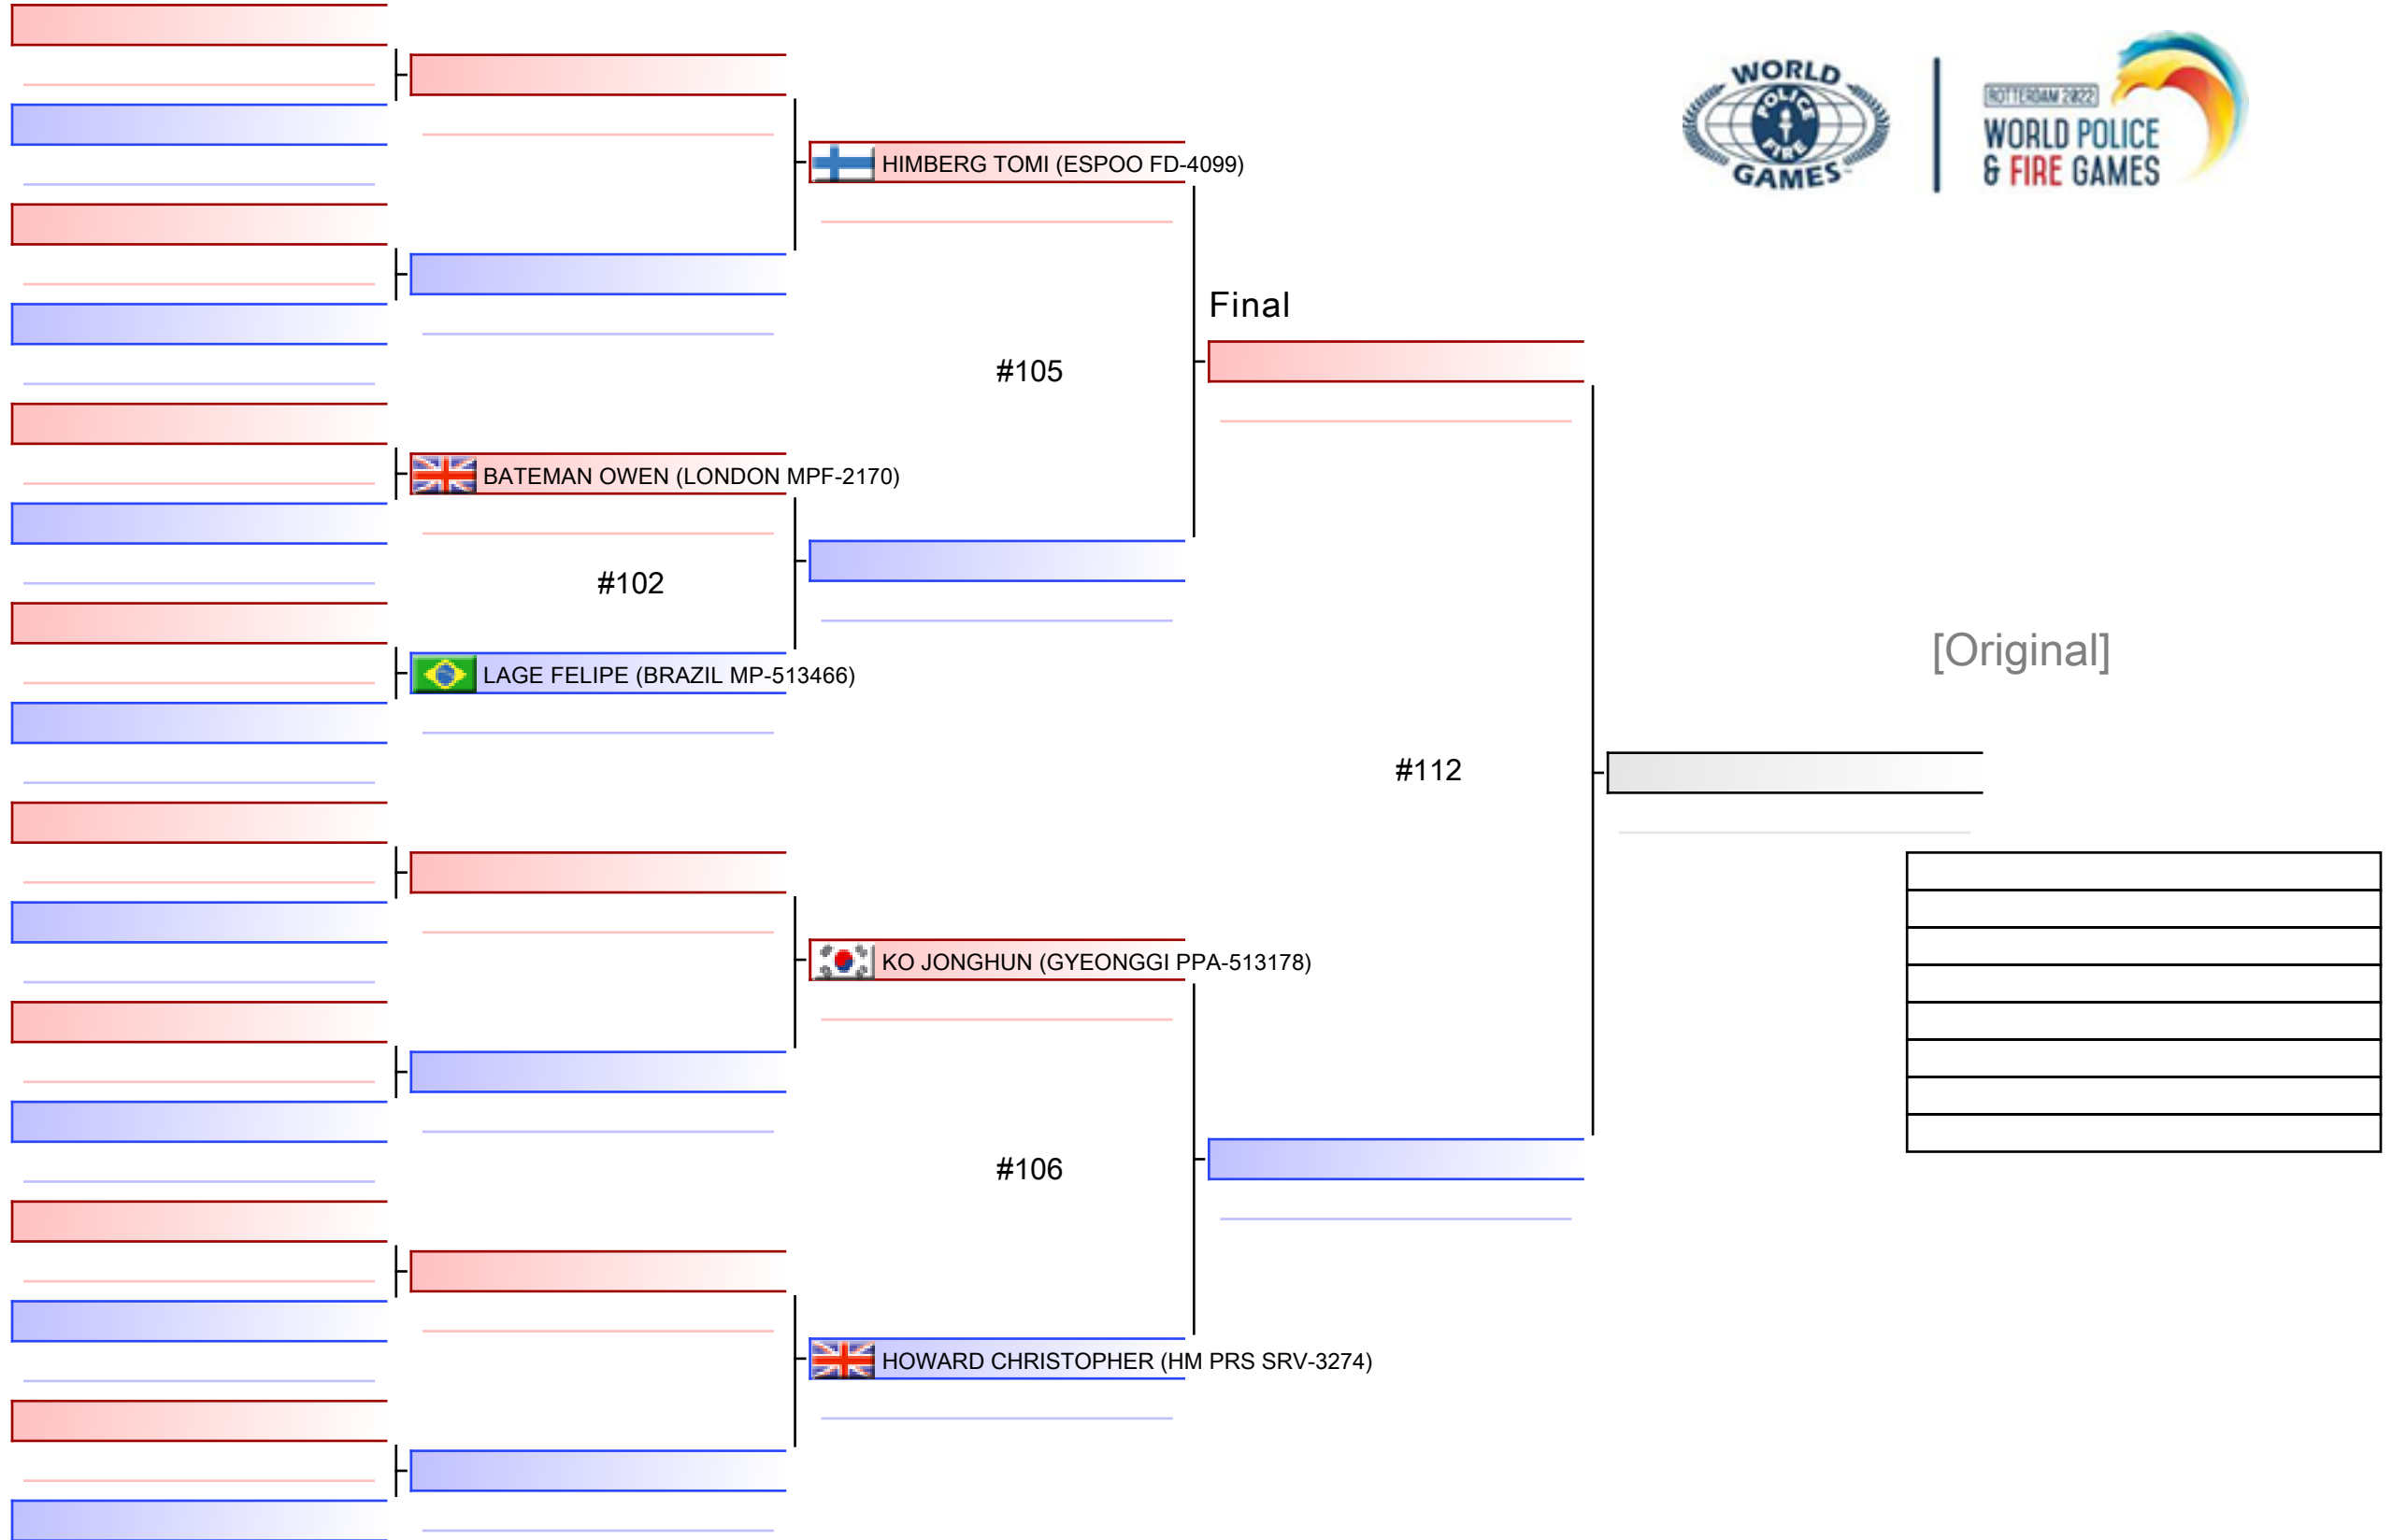 WORLD
POLICE
FIRE
GAMES
ROTTERDAM 2022
WORLD POLICE
& FIRE GAMES
HIMBERG TOMI (ESPOO FD-4099)
Final
#105
BATEMAN OWEN (LONDON MPF-2170)
#102
LAGE FELIPE (BRAZIL MP-513466)
[Original]
#112
KO JONGHUN (GYEONGGI PPA-513178)
#106
HOWARD CHRISTOPHER (HM PRS SRV-3274)